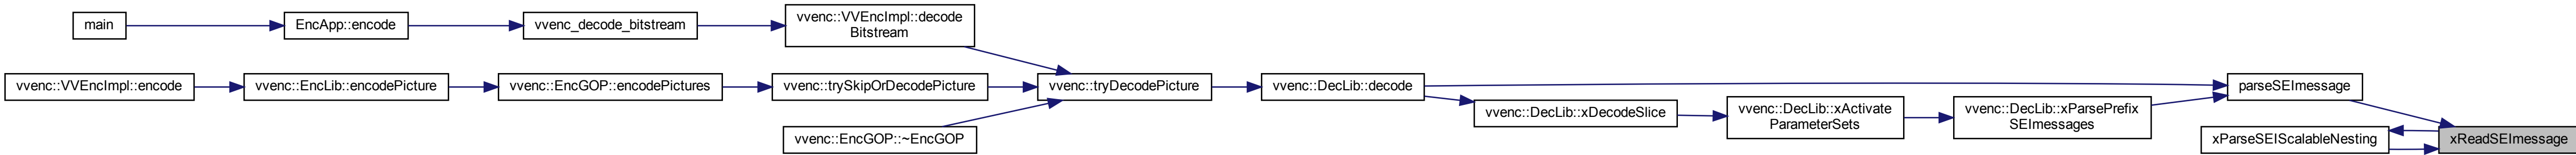 main
EncApp::encode
vvenc_decode_bitstream
vvenc::VVEncImpl::decode
Bitstream
vvenc::VVEncImpl::encode
vvenc::EncLib::encodePicture
vvenc::EncGOP::encodePictures
vvenc::trySkipOrDecodePicture
vvenc::EncGOP::~EncGOP
vvenc::tryDecodePicture
vvenc::DecLib::decode
vvenc::DecLib::xDecodeSlice
vvenc::DecLib::xActivate
ParameterSets
vvenc::DecLib::xParsePrefix
SEImessages
parseSEImessage
xParseSEIScalableNesting
xReadSEImessage